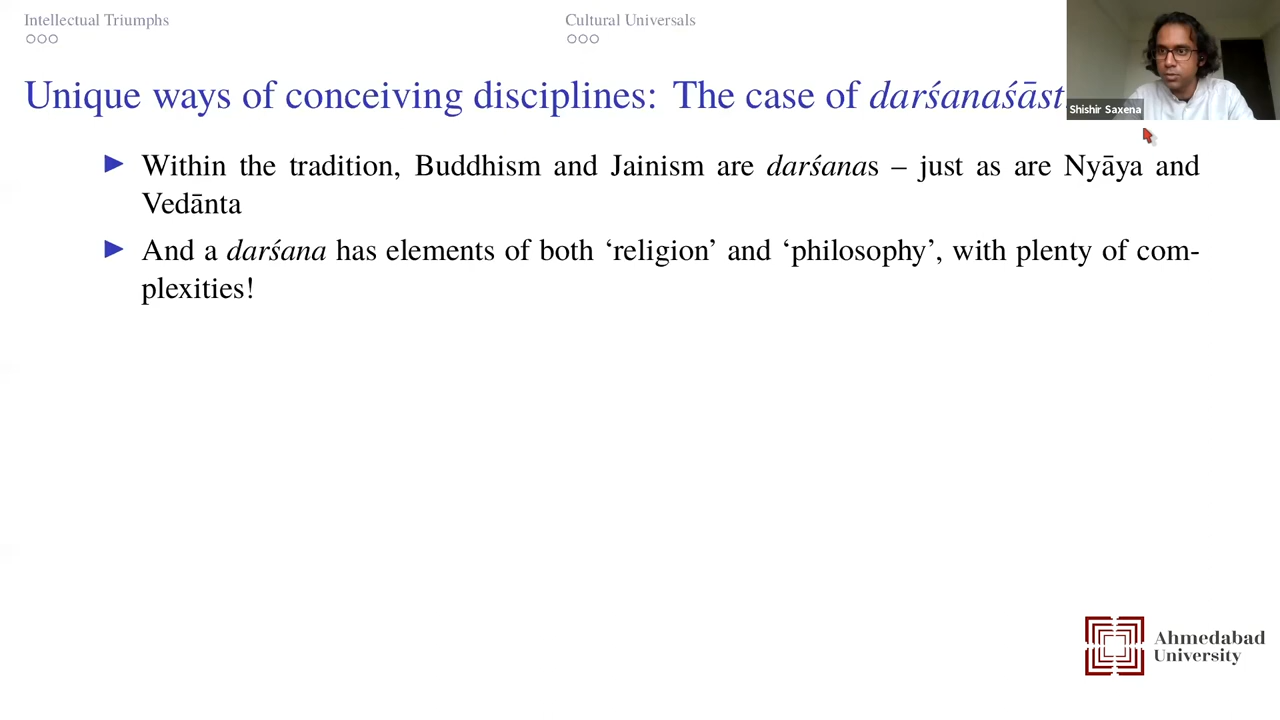 Intellectual Triumphs
Cultural Universals
Shishir Saxena
Unique ways of conceiving disciplines: The case of
Within the tradition, Buddhism and Jainism are darśanas – just as are Nyāya and
Vedānta
And a darśana has elements of both ‘religion’ and ‘philosophy’, with plenty of com-
plexities!
Ahmedabad
University